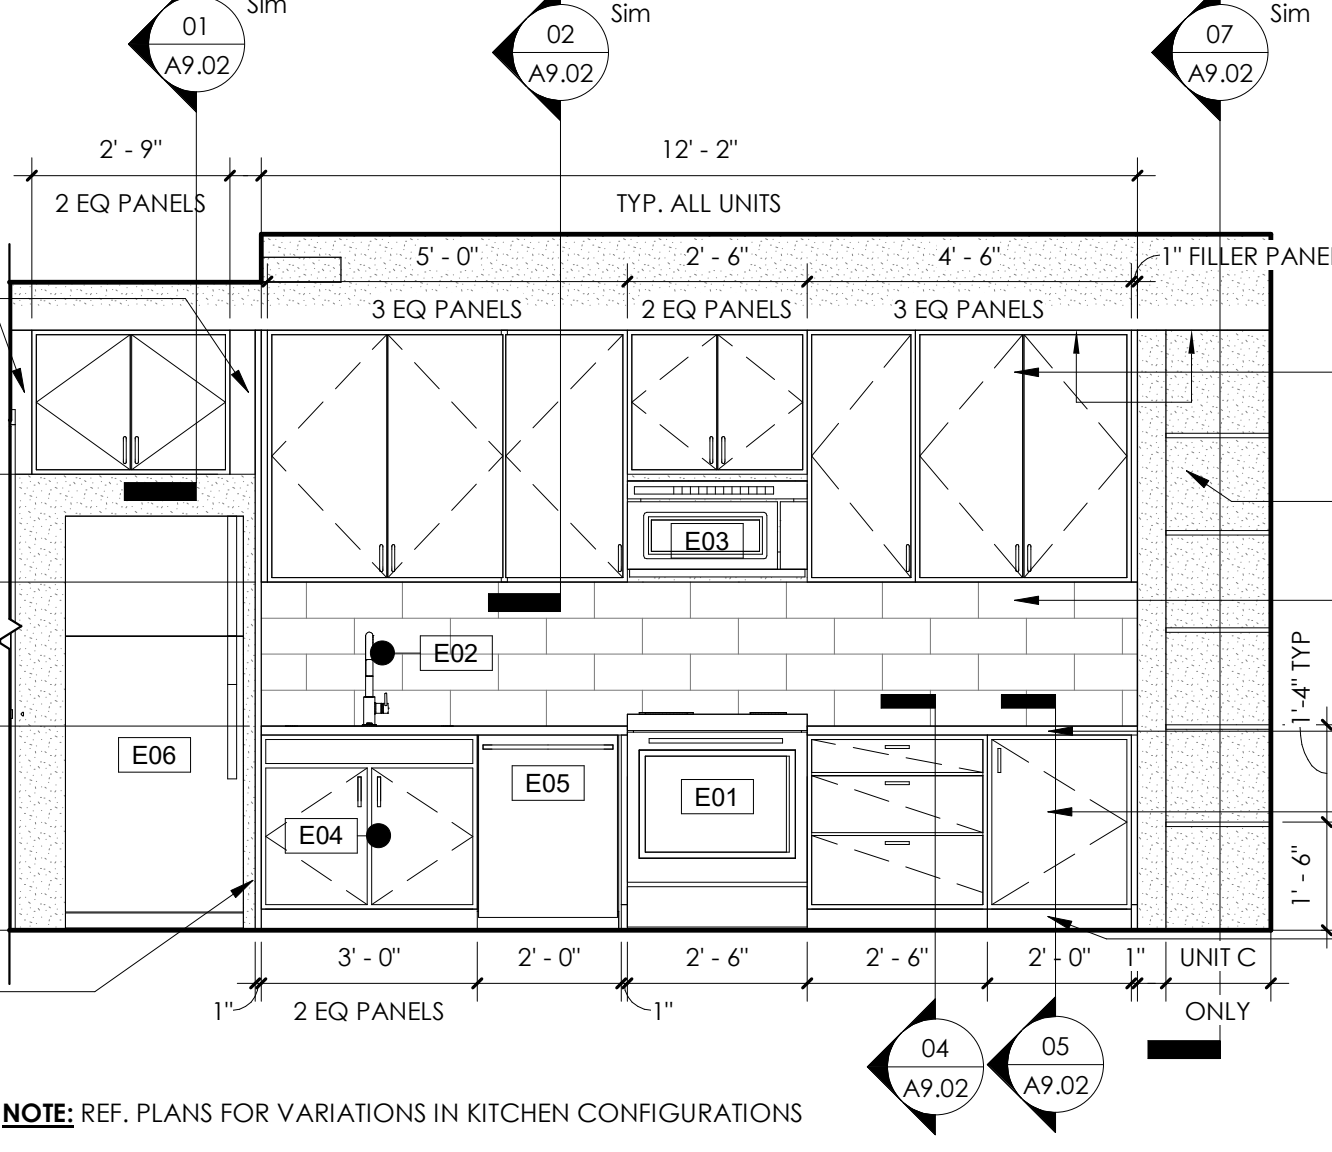 Sim
01
A9.02
Sim
02
A9.02
Sim
07
A9.02
2' - 9"
12' - 2"
2 EQ PANELS
TYP. ALL UNITS
5' - 0"
2' - 6"
4' - 6"
1" FILLER PANE
3 EQ PANELS
2 EQ PANELS
3 EQ PANELS
E03
E02
1'-4" TYP
E06
E05
E01
E04
1' - 6"
3' - 0"
2' - 0"
2' - 6"
2' - 6"
2' - 0"
1"
UNIT C
1"
2 EQ PANELS
1"
ONLY
04
A9.02
05
A9.02
NOTE: REF. PLANS FOR VARIATIONS IN KITCHEN CONFIGURATIONS